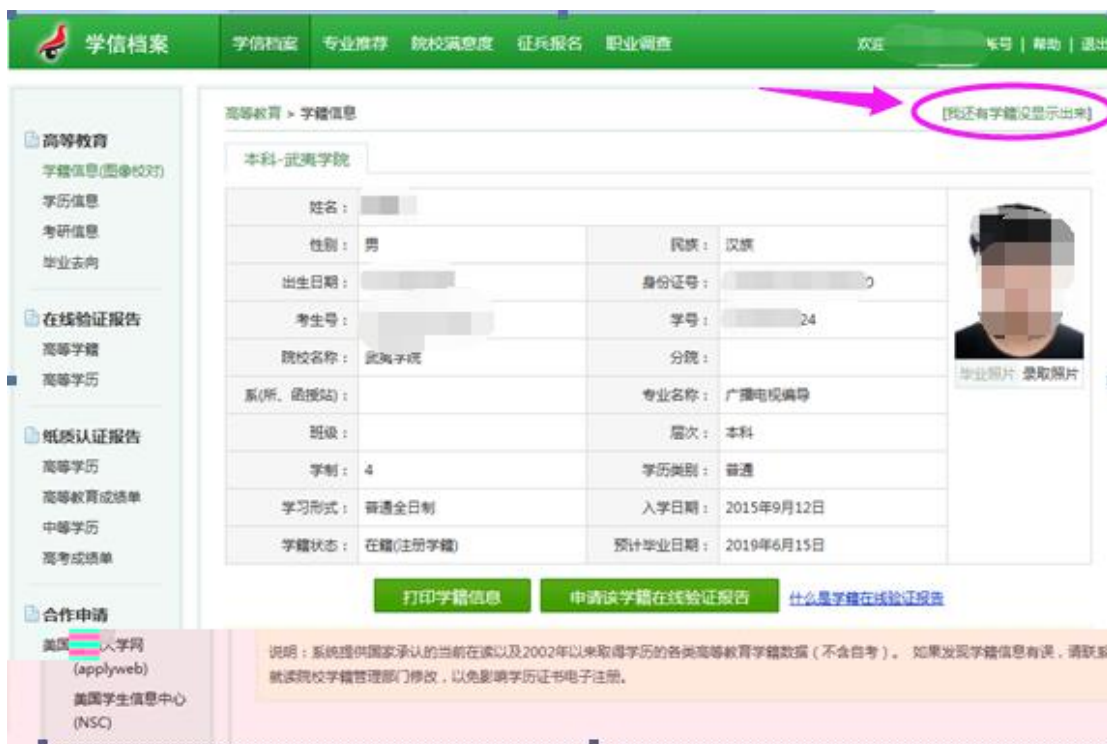 学信档案
学信档案 专业推荐 院校满意度 征兵报名 职业调查
帐号 | 帮助 | 退出
高等教育 > 学籍信息
[我还有学籍没显示出来]
高等教育
学籍信息(图像校对)
学历信息
考研信息
毕业去向
在线验证报告
高等学籍
高等学历
纸质认证报告
高等学历
高等教育成绩单
中等学历
高考成绩单
合作申请
美国 大学网
(applyweb)
美国学生信息中心
(NSC)
本科-武夷学院
姓名：
性别： 男 民族： 汉族
出生日期： 身份证号：
考生号： 学号： 24
院校名称： 武夷学院 分院：
系(所、函授站)： 专业名称： 广播电视编导
班级： 层次： 本科
学制： 4 学历类别： 普通
学习形式： 普通全日制 入学日期： 2015年9月12日
学籍状态： 在籍(注册学籍) 预计毕业日期： 2019年6月15日
毕业照片 录取照片
打印学籍信息 申请该学籍在线验证报告 什么是学籍在线验证报告
说明：系统提供国家承认的当前在读以及2002年以来取得学历的各类高等教育学籍数据（不含自考）。 如果发现学籍信息有误，请联系
就读院校学籍管理部门修改，以免影响学历证书电子注册。